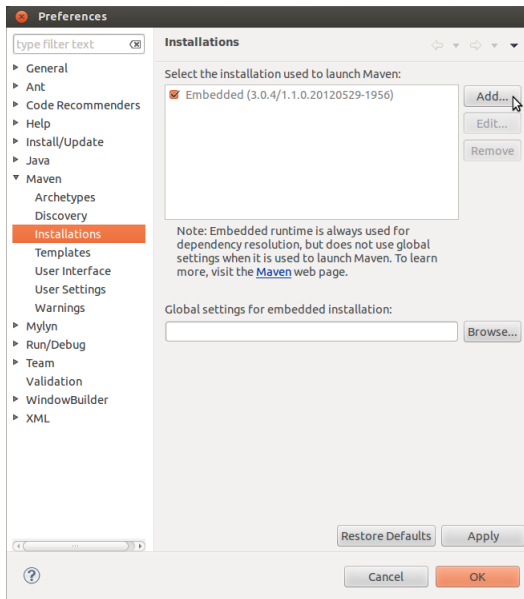 Preferences
type filter text
General
Ant
Code Recommenders
Help
Install/Update
Java
Maven
Archetypes
Discovery
Installations
Templates
User Interface
User Settings
Warnings
Mylyn
Run/Debug
Team
Validation
WindowBuilder
XML
Installations
Select the installation used to launch Maven:
Embedded (3.0.4/1.1.0.20120529-1956)
Add...
Edit...
Remove
Note: Embedded runtime is always used for
dependency resolution, but does not use global
settings when it is used to launch Maven. To learn
more, visit the Maven web page.
Global settings for embedded installation:
Browse...
Restore Defaults
Apply
?
Cancel
OK